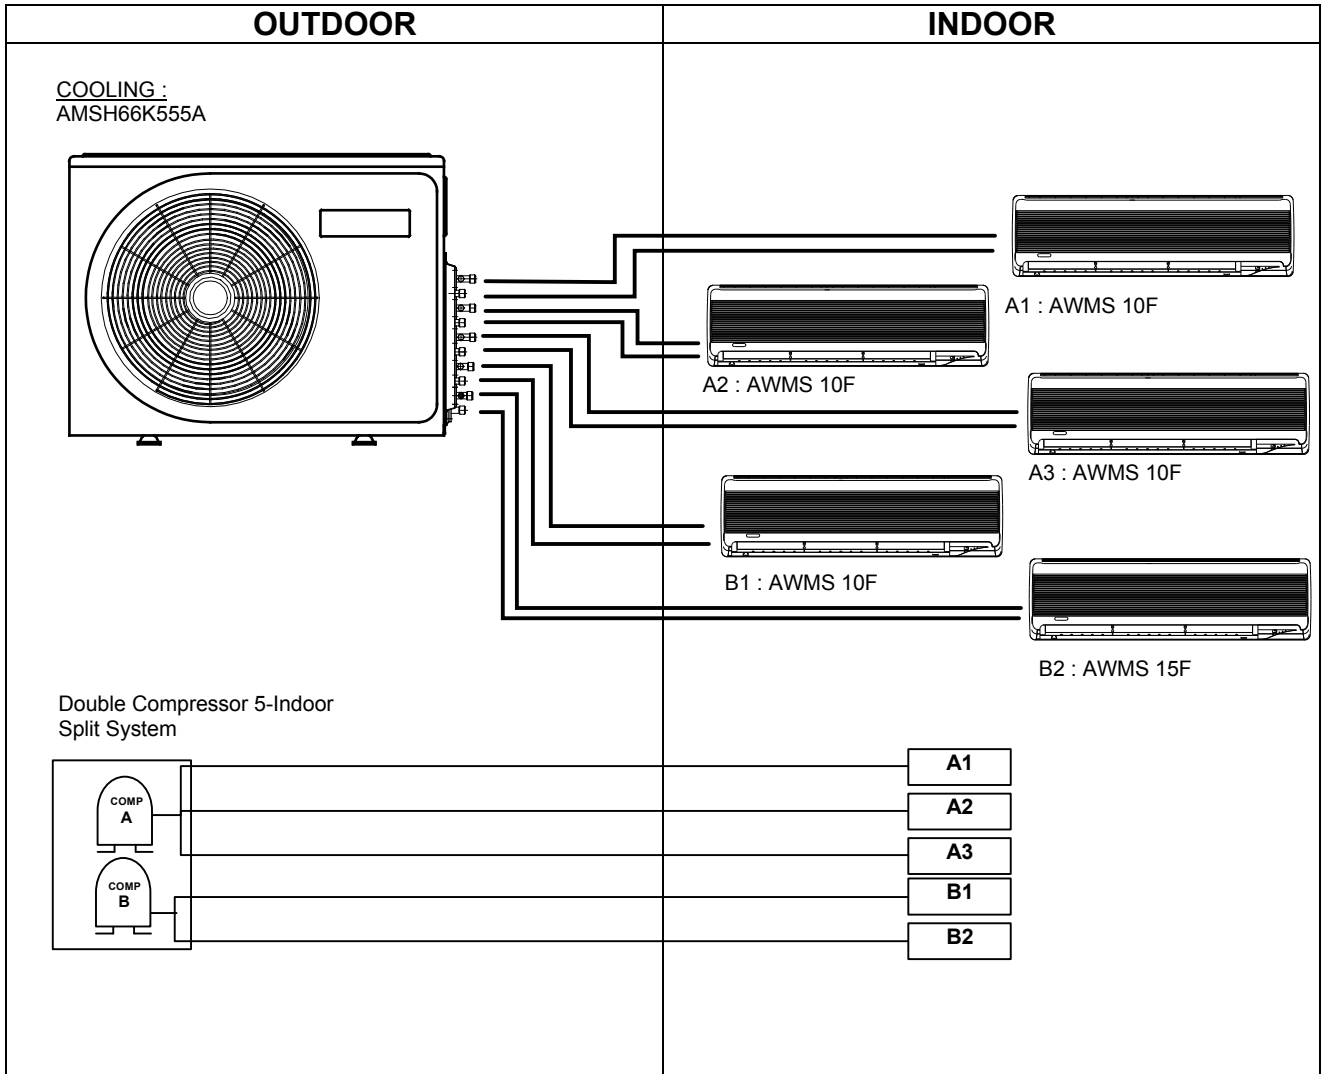 OUTDOOR
INDOOR
COOLING :
AMSH66K555A
A1 : AWMS 10F
A2 : AWMS 10F
A3 : AWMS 10F
B1 : AWMS 10F
B2 : AWMS 15F
Double Compressor 5-Indoor
Split System
COMP
A
COMP
B
A1
A2
A3
B1
B2